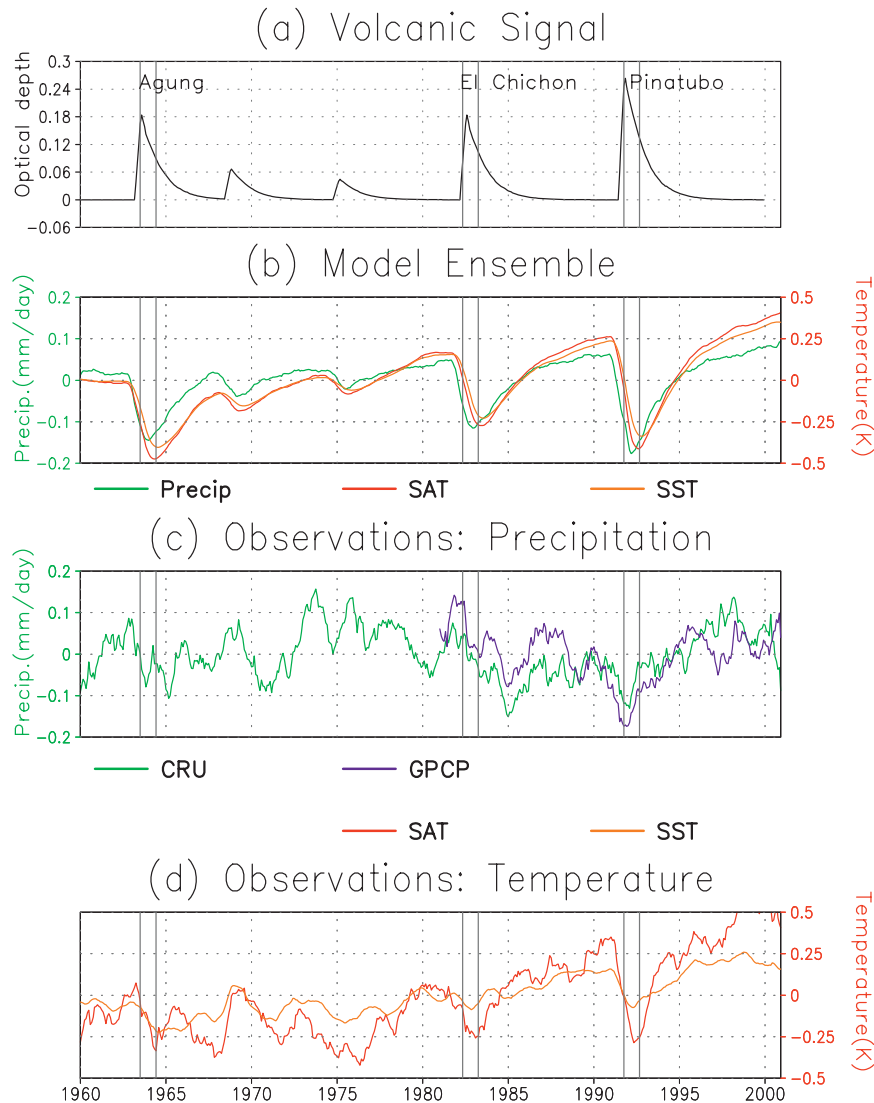 (a) Volcanic Signal
Optical depth
0.3
0.24
0.18
0.12
0.06
0
−0.06
Agung
El Chichon
Pinatubo
(b) Model Ensemble
Precip.(mm/day)
0.2
0.1
0
−0.1
−0.2
Temperature(K)
0.5
0.25
0
−0.25
−0.5
Precip
SAT
SST
(c) Observations: Precipitation
Precip.(mm/day)
0.2
0.1
0
−0.1
−0.2
CRU
GPCP
SAT
SST
(d) Observations: Temperature
Temperature(K)
0.5
0.25
0
−0.25
−0.5
1960 1965 1970 1975 1980 1985 1990 1995 2000